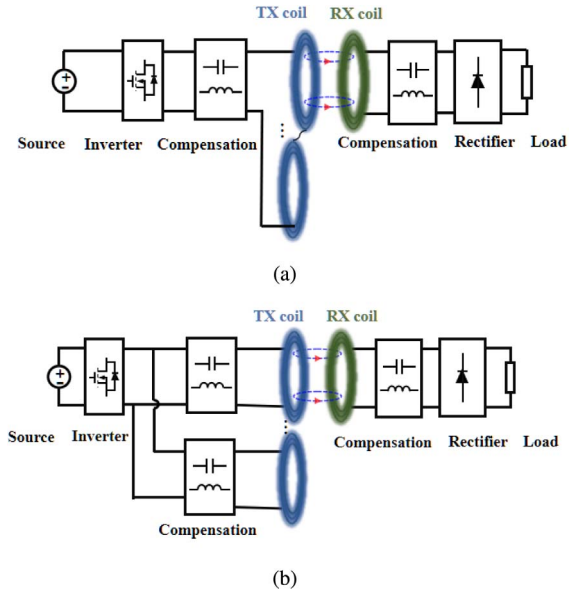 TX coil RX coil
Source Inverter Compensation Compensation Rectifier Load
(a)
TX coil RX coil
Source Inverter Compensation Rectifier Load
Compensation
(b)